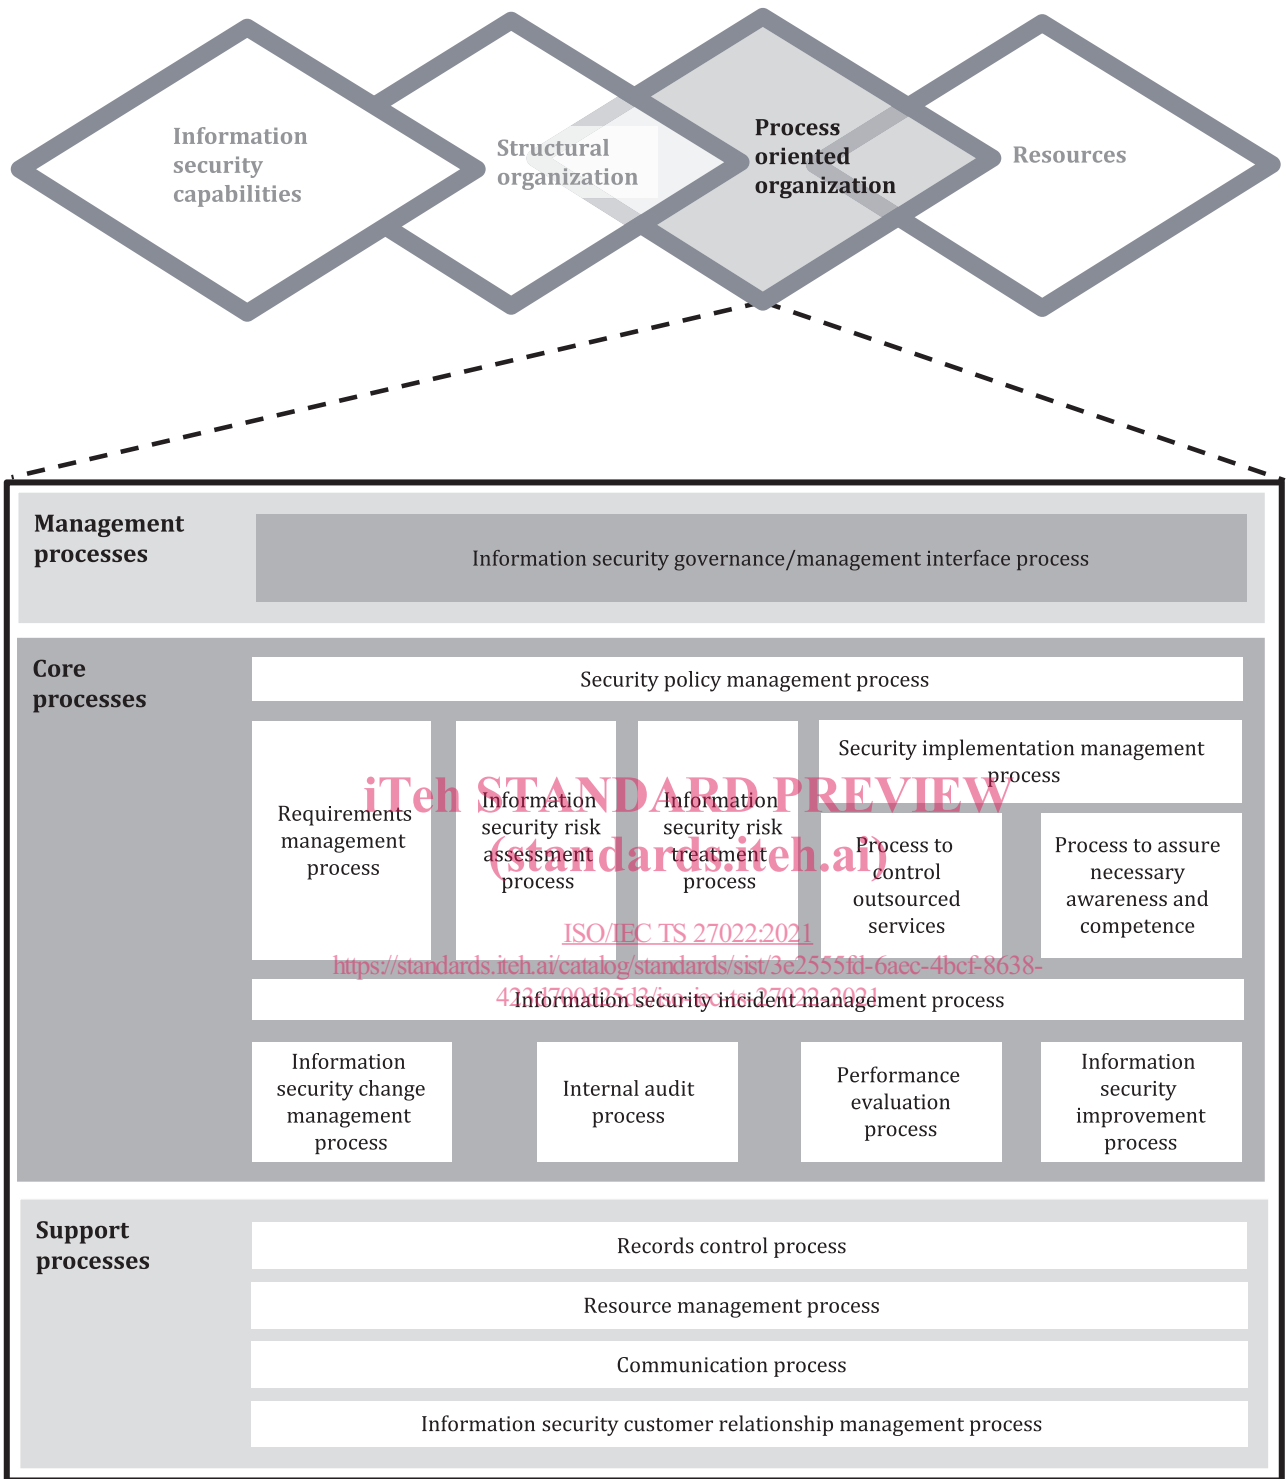 Information
security
capabilities
Structural
organization
Process
oriented
organization
Resources
Management
processes
Information security governance/management interface process
Core
processes
Security policy management process
Requirements
management
process
Information
security risk
assessment
process
Information
security risk
treatment
process
Security implementation management
process
Process to
control
outsourced
services
Process to assure
necessary
awareness and
competence
iTeh STANDARD PREVIEW
(standards.iteh.ai)
ISO/IEC TS 27022:2021
https://standards.iteh.ai/catalog/standards/sist/3e2555fd-6aec-4bcf-8638-
Information security incident management process
Information
security change
management
process
Internal audit
process
Performance
evaluation
process
Information
security
improvement
process
Support
processes
Records control process
Resource management process
Communication process
Information security customer relationship management process